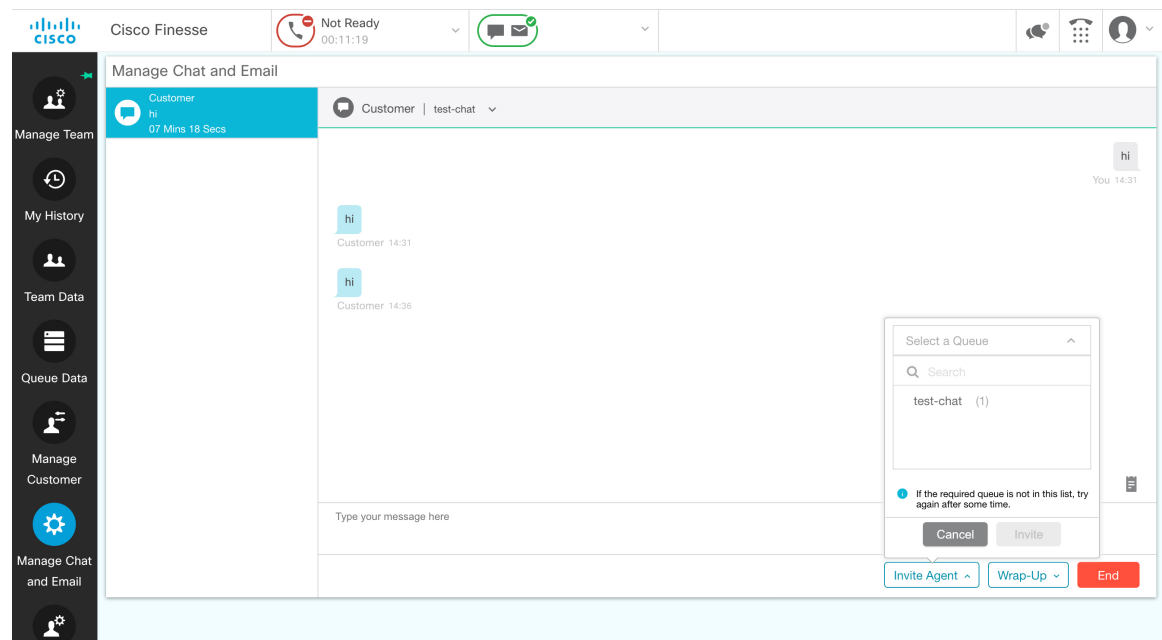 CISCO
Cisco Finesse
Not Ready
00:11:19
Manage Team
My History
Team Data
Queue Data
Manage
Customer
Manage Chat
and Email
Manage Chat and Email
Customer
hi
07 Mins 18 Secs
Customer | test-chat
hi
You 14:31
hi
Customer 14:31
hi
Customer 14:36
Select a Queue
Search
test-chat (1)
If the required queue is not in this list, try
again after some time.
Cancel Invite
Type your message here
Invite Agent Wrap-Up End